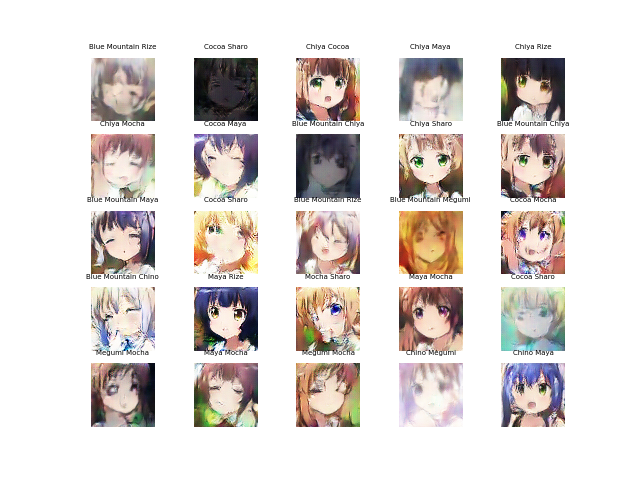 Blue Mountain Rize
Cocoa Sharo
Chiya Cocoa
Chiya Maya
Chiya Rize
Chiya Mocha
Cocoa Maya
Blue Mountain Chiya
Chiya Sharo
Blue Mountain Chiya
Blue Mountain Maya
Cocoa Sharo
Blue Mountain Rize
Blue Mountain Megumi
Cocoa Mocha
Blue Mountain Chino
Maya Rize
Mocha Sharo
Maya Mocha
Cocoa Sharo
Megumi Mocha
Maya Mocha
Megumi Mocha
Chino Megumi
Chino Maya